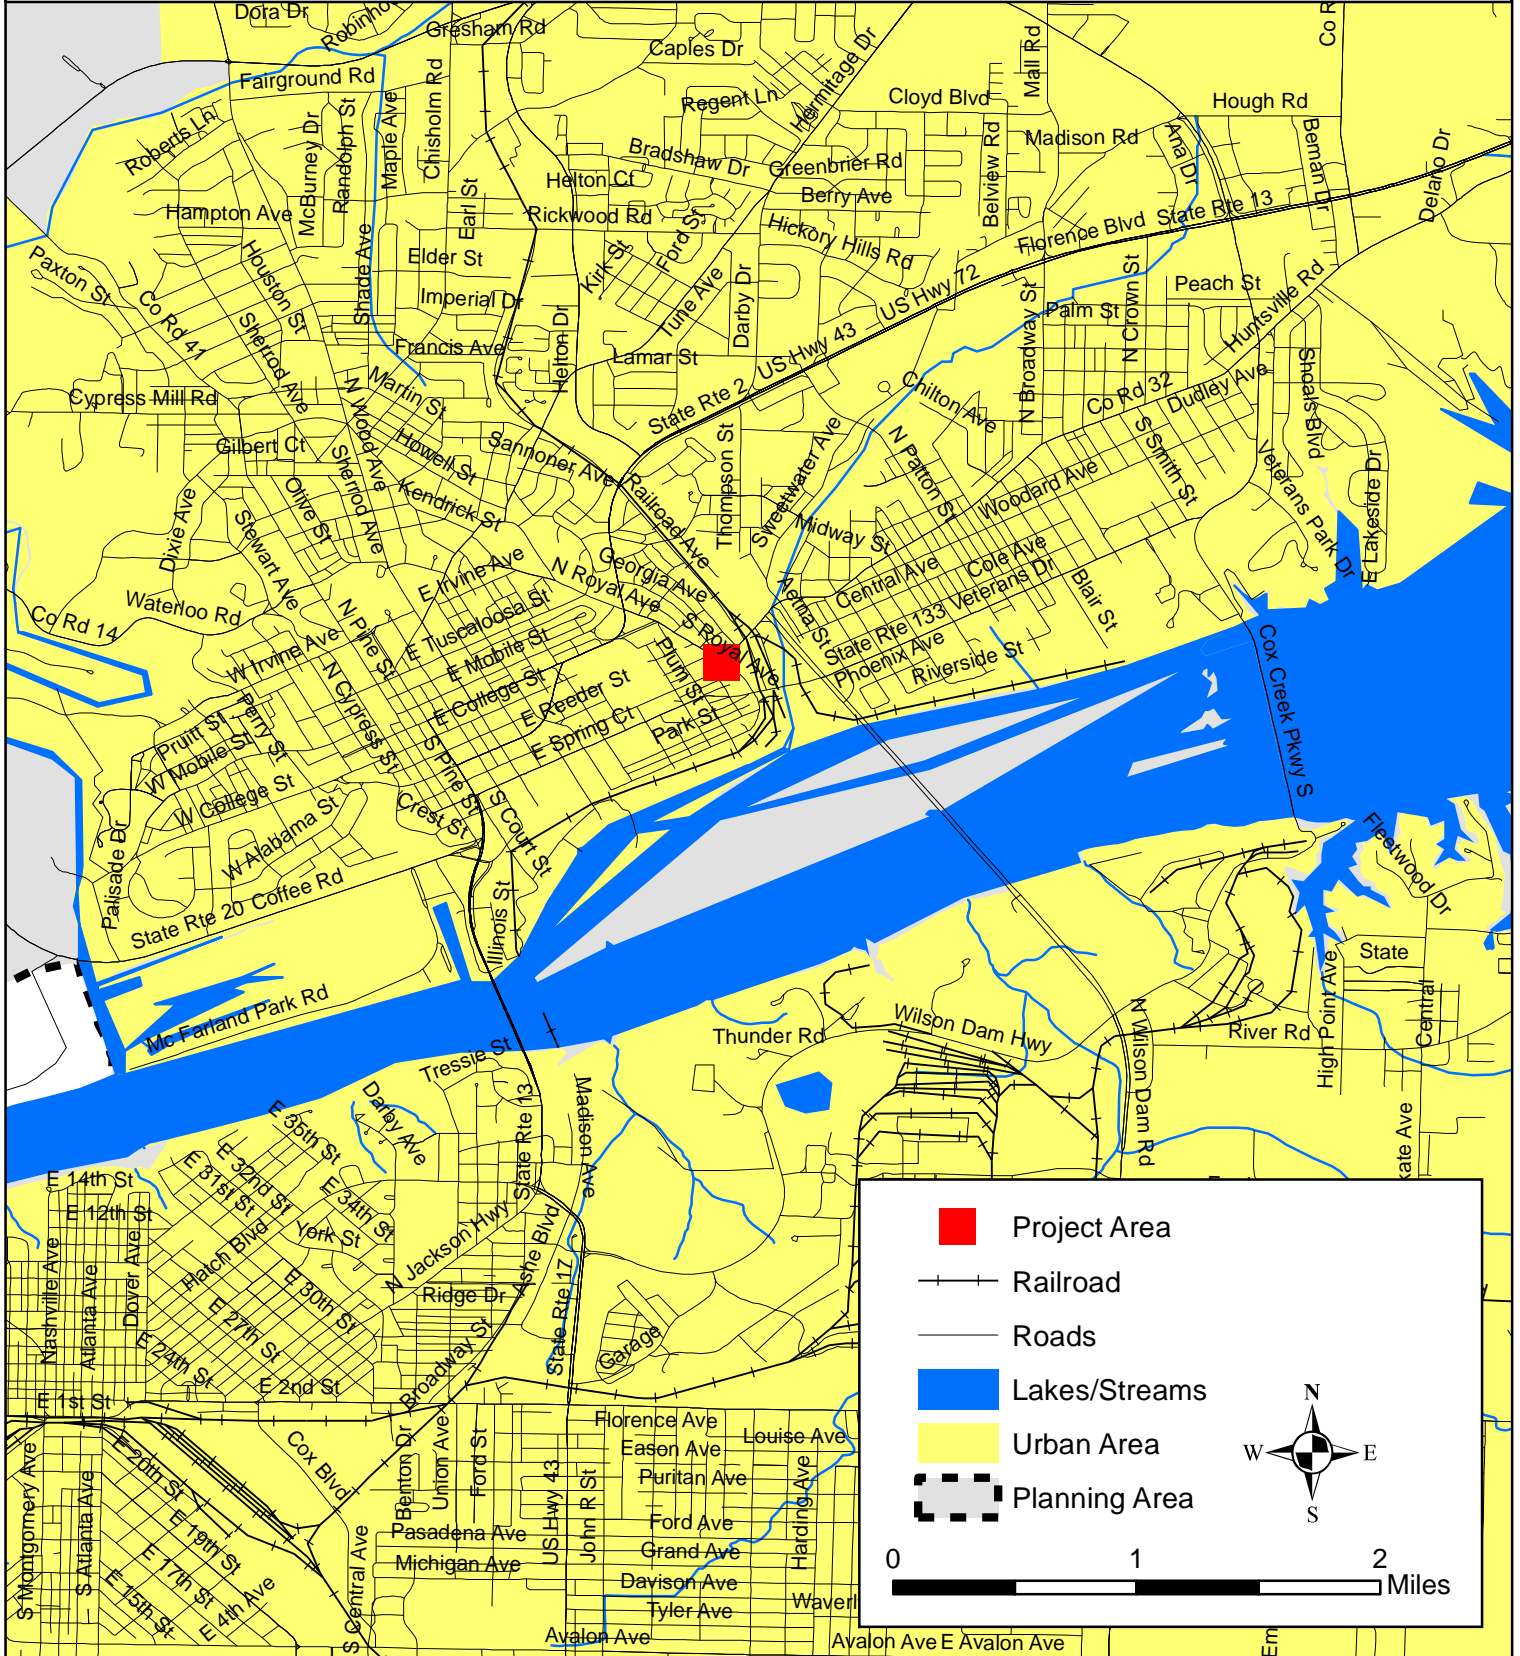 Dora Dr
Gresham Rd
Caples Dr
Hermitage Dr
Mall Rd
Fairground Rd
Regent Ln
Cloyd Blvd
Hough Rd
Roberts Ln
McBurney Dr
Randolph St
Maple Ave
Chisholm Rd
Bradshaw Dr
Greenbrier Rd
Belview Rd
Madison Rd
Ana Dr
Beman Dr
Delano Dr
Helton Ct
Berry Ave
Hampton Ave
Earl St
Rickwood Rd
Ford St
Hickory Hills Rd
Florence Blvd
State Rte 13
Paxton St
Houston St
Shade Ave
Elder St
Kirk St
Co Rd 41
Imperial Dr
Tune Ave
Darby Dr
US Hwy 72
Peach St
Palm St
N Crown St
N Broadway St
Huntsville Rd
Sherrod Ave
Francis Ave
Helton Dr
Lamar St
US Hwy 43
State Rte 2
Martin St
Cypress Mill Rd
N Wood Ave
Chilton Ave
Co Rd 32
Dudley Ave
Shoals Blvd
Gilbert Ct
Sherrod Ave
Howell St
Sannoner Ave
Thompson St
Sweetwater Ave
N Patton St
Woodard Ave
S Smith St
Veterans Park Dr
E Lakeside Dr
Dixie Ave
Olive St
Kendrick St
Railroad Ave
Midway St
Stewart Ave
E Irvine Ave
Georgia Ave
N Royal Ave
Central Ave
Cole Ave
Co Rd 14
Waterloo Rd
N Pine St
E Tuscaloosa St
S Royal Ave
Aetna St
State Rte 133
Veterans Dr
Blair St
W Irvine Ave
E Mobile St
Plum St
Phoenix Ave
Riverside St
Cox Creek Pkwy S
Perry St
N Cypress St
E College St
E Reeder St
Pruitt St
W Mobile St
E Spring Ct
Park St
W College St
S Pine St
Crest St
S Court St
W Alabama St
Palisade Dr
Fleetwood Dr
State Rte 20
Coffee Rd
Illinois St
State
Mc Farland Park Rd
Thunder Rd
Wilson Dam Hwy
N Wilson Dam Rd
River Rd
High Point Ave
Central
Tressie St
E 35th St
Darby Ave
State Rte 13
Madison Ave
E 14th St
E 32nd St
E 31st St
E 34th St
E 12th St
York St
N Jackson Hwy
Hatch Blvd
Ashe Blvd
Nashville Ave
Atlanta Ave
Dover Ave
E 30th St
Ridge Dr
State Rte 17
E 27th St
E 24th St
Broadway St
Garage
E 1st St
E 2nd St
Florence Ave
Louise Ave
Eason Ave
S Montgomery Ave
S Atlanta Ave
E 20th St
Cox Blvd
Benton Dr
Union Ave
Ford St
US Hwy 43
John R St
Puritan Ave
Harding Ave
E 19th St
Pasadena Ave
Ford Ave
E 17th St
Michigan Ave
Grand Ave
E 15th St
E 4th Ave
S Central Ave
Davison Ave
Tyler Ave
Avalon Ave
Avalon Ave
E Avalon Ave
Project Area
Railroad
Roads
Lakes/Streams
Urban Area
Planning Area
N
W
E
S
0 1 2
Miles